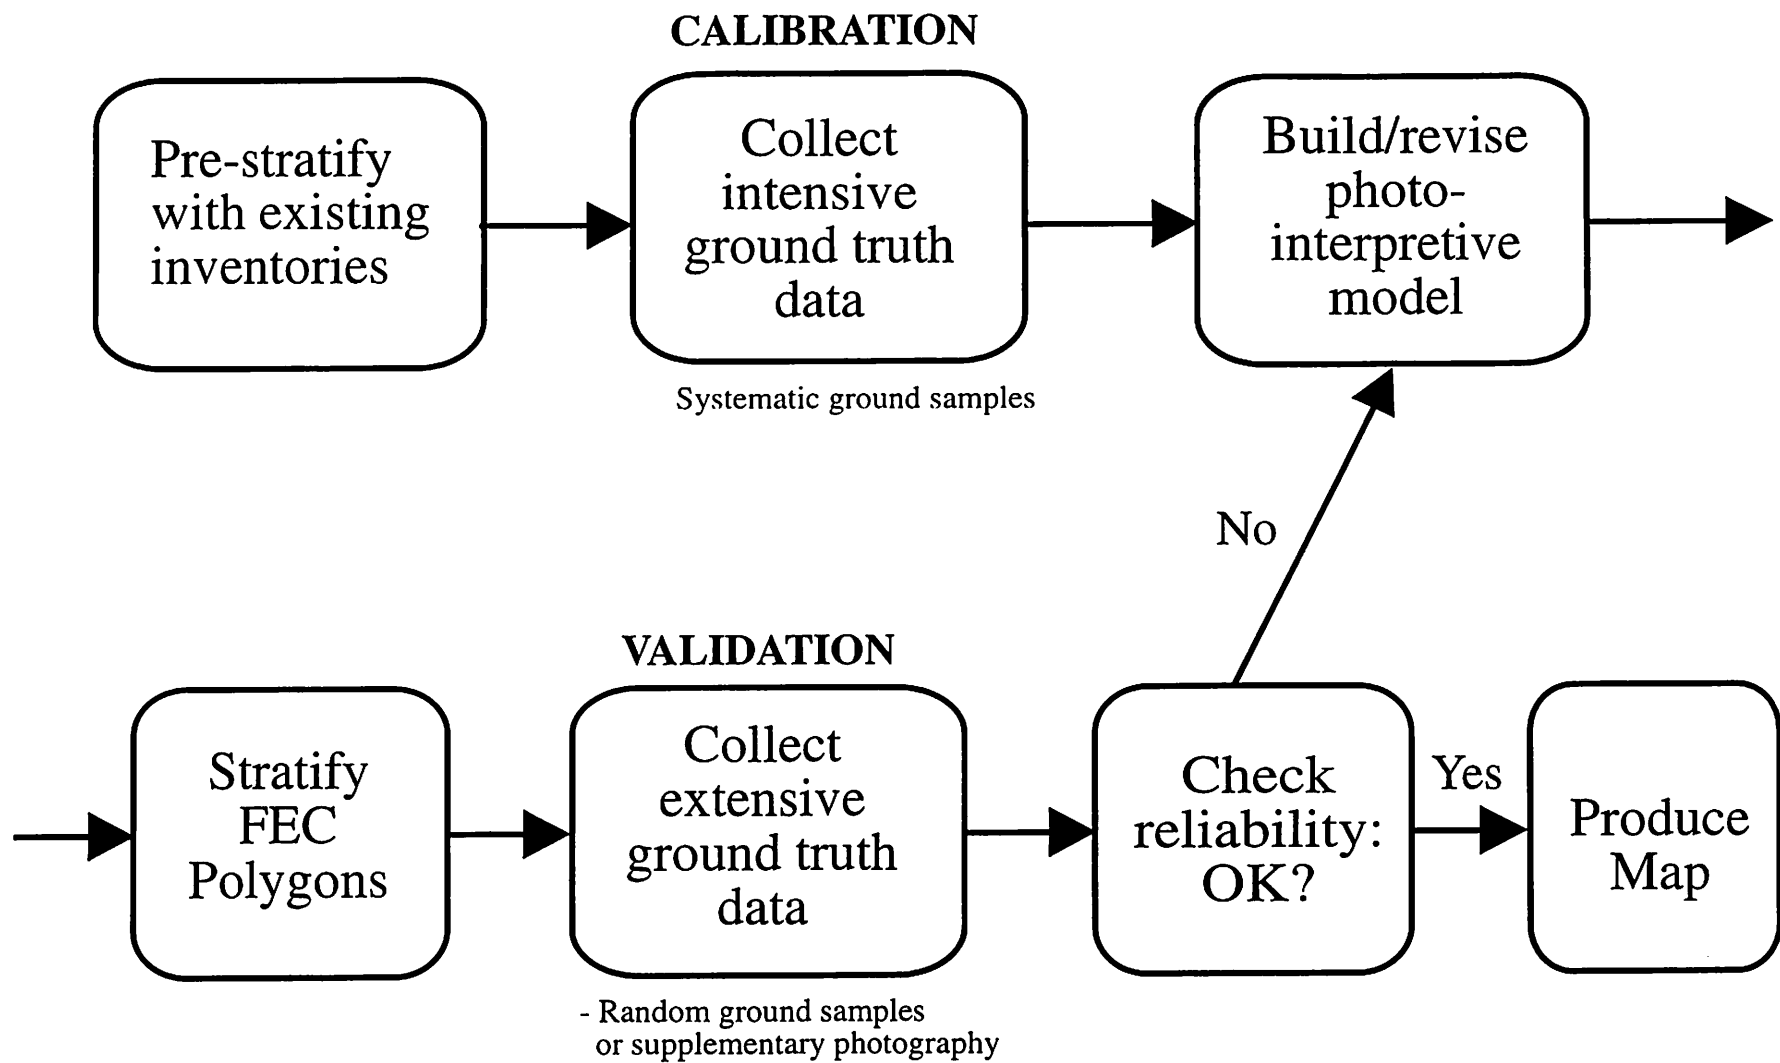 CALIBRATION
Pre-stratify
with existing
inventories
Collect
intensive
ground truth
data
Build/revise
photo-
interpretive
model
Systematic ground samples
No
VALIDATION
Stratify
FEC
Polygons
Collect
extensive
ground truth
data
Check
reliability:
OK?
Yes
Produce
Map
- Random ground samples
or supplementary photography